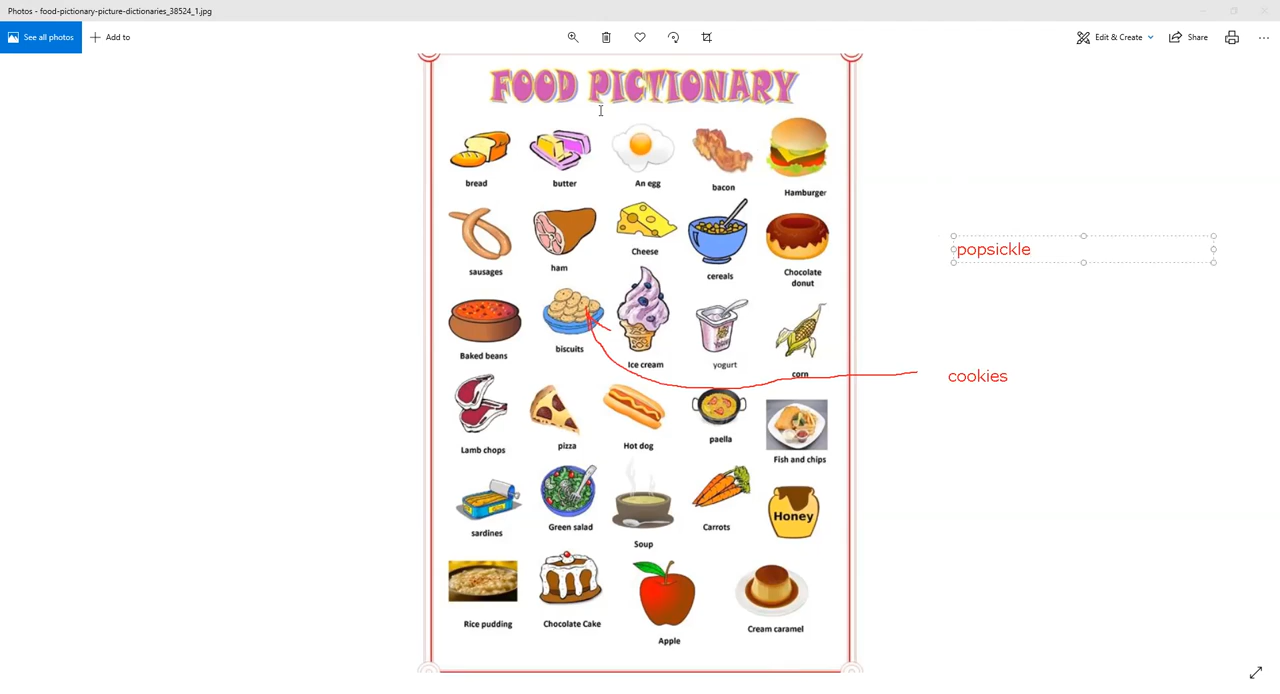 Photos - food-pictionary-picture-dictionaries_38524_1.jpg
See all photos
Add to
Edit & Create
Share
FOOD PICTIONARY
bread
butter
An egg
bacon
Hamburger
sausages
ham
Cheese
cereals
Chocolate
donut
popsickle
Baked beans
biscuits
Ice cream
YOGURT
yogurt
corn
cookies
Lamb chops
pizza
Hot dog
paella
Fish and chips
sardines
Green salad
Soup
Carrots
Honey
Rice pudding
Chocolate Cake
Apple
Cream caramel